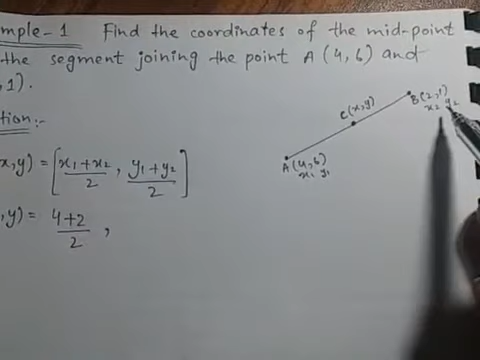 mple-1 Find the coordinates of the mid-point
the segment joining the point A (4,6) and
,1).
tion:-
x,y) = [x₁+x₂/2 , y₁+y₂/2]
,y) = 4+2/2 ,
A (4,6)
x₁ y₁
C(x,y)
B(2,1)
x₂ y₂